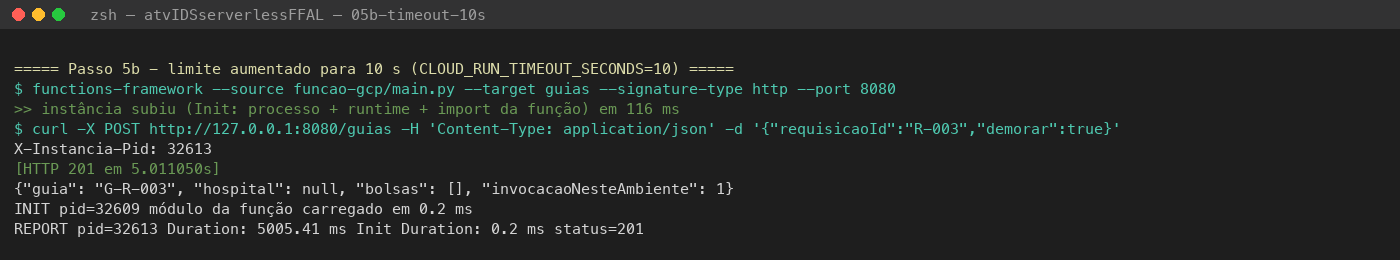 zsh — atvIDSserverlessFFAL — 05b-timeout-10s
===== Passo 5b — limite aumentado para 10 s (CLOUD_RUN_TIMEOUT_SECONDS=10) =====
$ functions-framework --source funcao-gcp/main.py --target guias --signature-type http --port 8080
>> instância subiu (Init: processo + runtime + import da função) em 116 ms
$ curl -X POST http://127.0.0.1:8080/guias -H 'Content-Type: application/json' -d '{"requisicaoId":"R-003","demorar":true}'
X-Instancia-Pid: 32613
[HTTP 201 em 5.011050s]
{"guia": "G-R-003", "hospital": null, "bolsas": [], "invocacaoNesteAmbiente": 1}
INIT pid=32609 módulo da função carregado em 0.2 ms
REPORT pid=32613 Duration: 5005.41 ms Init Duration: 0.2 ms status=201